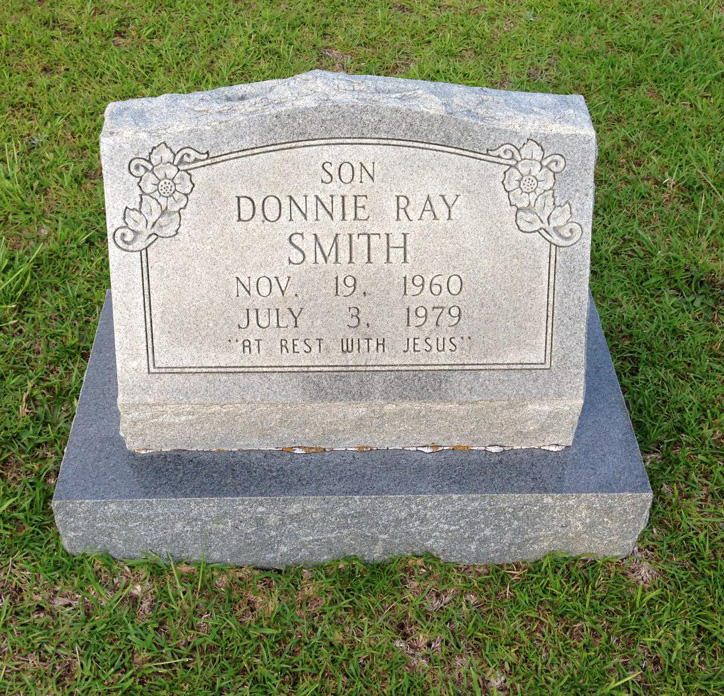 SON
DONNIE RAY
SMITH
NOV. 19, 1960
JULY 3, 1979
"AT REST WITH JESUS"